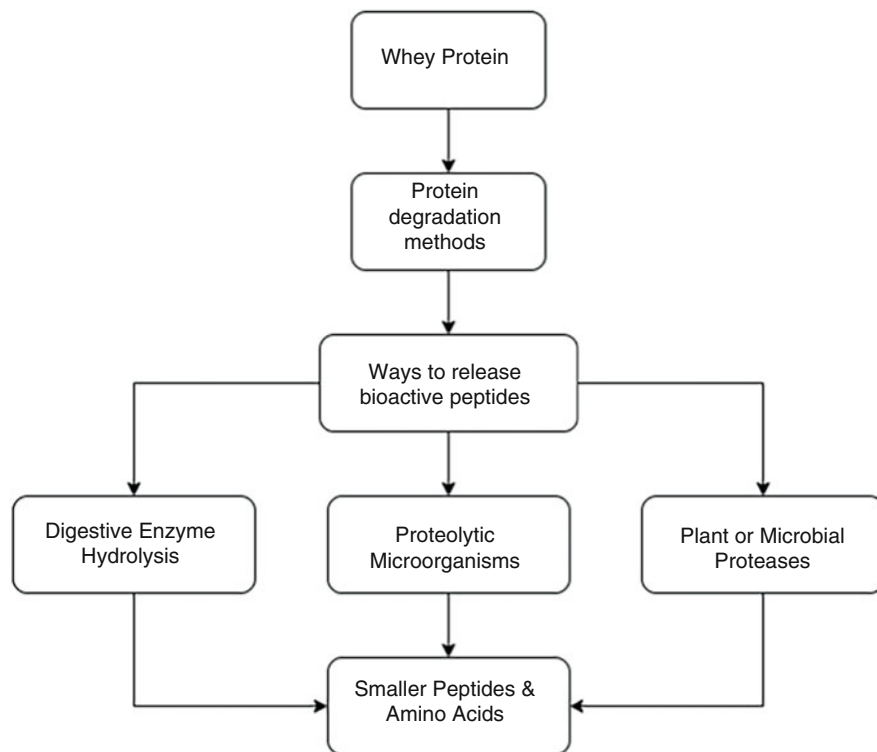 Whey Protein
Protein
degradation
methods
Ways to release
bioactive peptides
Digestive Enzyme
Hydrolysis
Proteolytic
Microorganisms
Plant or Microbial
Proteases
Smaller Peptides &
Amino Acids